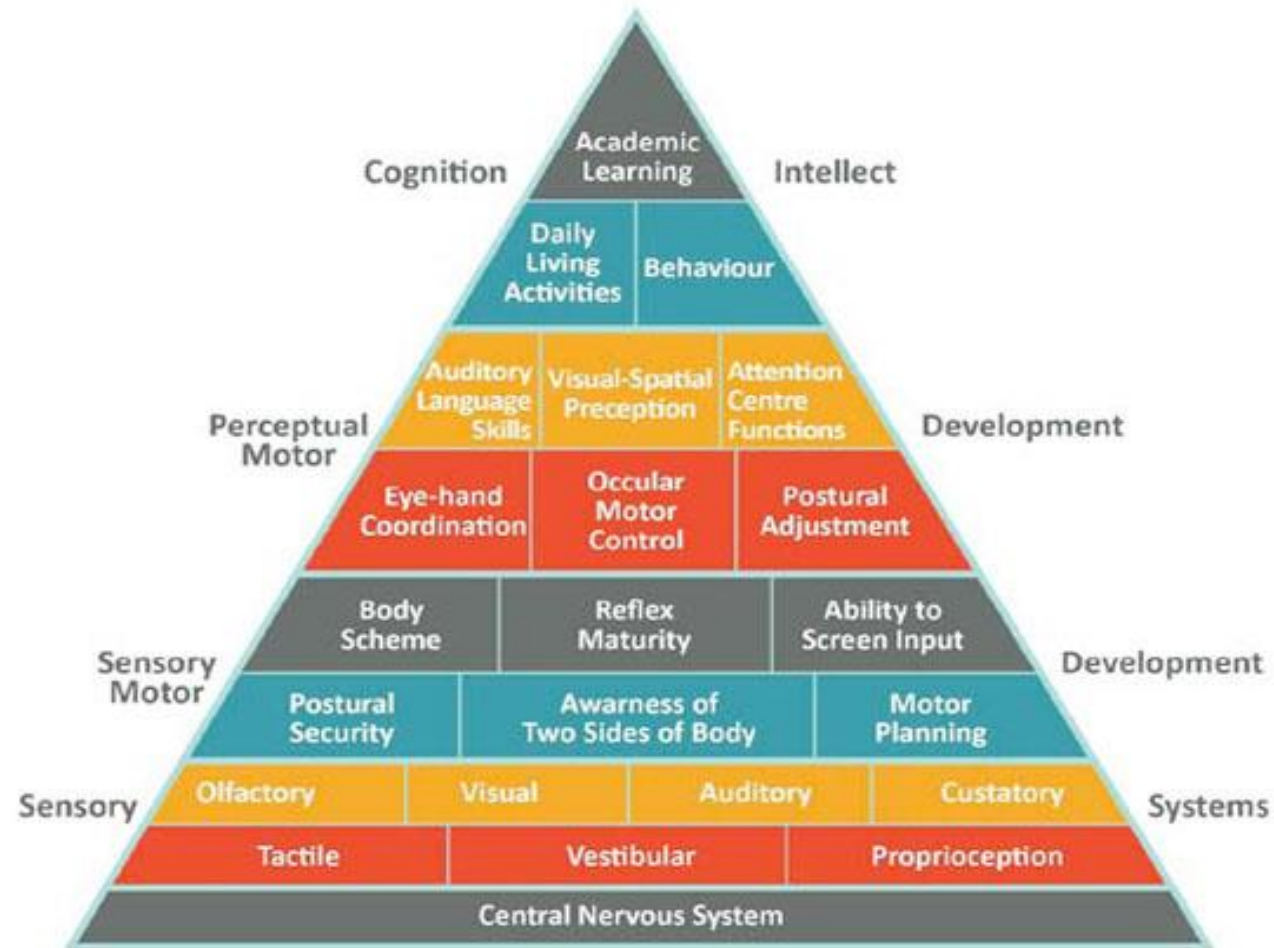 Academic
Learning
Cognition
Intellect
Daily
Living
Activities
Behaviour
Auditory
Language
Skills
Visual-Spatial
Preception
Attention
Centre
Functions
Perceptual
Motor
Development
Eye-hand
Coordination
Occular
Motor
Control
Postural
Adjustment
Body
Scheme
Reflex
Maturity
Ability to
Screen Input
Sensory
Motor
Development
Postural
Security
Awarness of
Two Sides of Body
Motor
Planning
Sensory
Olfactory
Visual
Auditory
Custatory
Systems
Tactile
Vestibular
Proprioception
Central Nervous System